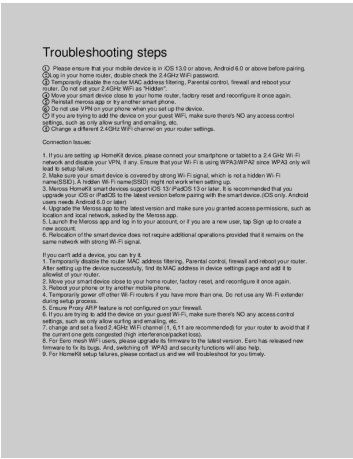 Troubleshooting steps
① Please ensure that your mobile device is in iOS 13.0 or above, Android 6.0 or above before pairing.
②Log in your home router, double check the 2.4GHz WiFi password.
③ Temporarily disable the router MAC address filtering, Parental control, firewall and reboot your
router, Do not set your 2.4GHz WiFi as "Hidden".
④ Move your smart device close to your home router, factory reset and reconfigure it once again.
⑤ Reinstall meross app or try another smart phone.
⑥ Do not use VPN on your phone when you set up the device.
⑦ If you are trying to add the device on your guest WiFi, make sure there's NO any access control
settings, such as only allow surfing and emailing, etc.
⑧ Change a different 2.4GHz WiFi channel on your router settings.
Connection Issues:
1. If you are setting up HomeKit device, please connect your smartphone or tablet to a 2.4 GHz Wi-Fi
network and disable your VPN, if any. Ensure that your Wi-Fi is using WPA3/WPA2 since WPA3 only will
lead to setup failure.
2. Make sure your smart device is covered by strong Wi-Fi signal, which is not a hidden Wi-Fi
name(SSID). A hidden Wi-Fi name(SSID) might not work when setting up.
3. Meross HomeKit smart devices support iOS 13/ iPadOS 13 or later. It is recommended that you
upgrade your iOS or iPadOS to the latest version before pairing with the smart device.(iOS only. Android
users needs Android 6.0 or later)
4. Upgrade the Meross app to the latest version and make sure you granted access permissions, such as
location and local network, asked by the Meross app.
5. Launch the Meross app and log in to your account, or if you are a new user, tap Sign up to create a
new account.
6. Relocation of the smart device does not require additional operations provided that it remains on the
same network with strong Wi-Fi signal.
If you can't add a device, you can try it.
1. Temporarily disable the router MAC address filtering, Parental control, firewall and reboot your router.
After setting up the device successfully, find its MAC address in device settings page and add it to
allowlist of your router.
2. Move your smart device close to your home router, factory reset, and reconfigure it once again.
3. Reboot your phone or try another mobile phone.
4. Temporarily power off other Wi-Fi routers if you have more than one. Do not use any Wi-Fi extender
during setup process.
5. Ensure Proxy ARP feature is not configured on your firewall.
6. If you are trying to add the device on your guest Wi-Fi, make sure there's NO any access control
settings, such as only allow surfing and emailing, etc.
7. change and set a fixed 2.4GHz WiFi channel (1, 6,11 are recommended) for your router to avoid that if
the current one gets congested (high interference/packet loss).
8. For Eero mesh WiFi users, please upgrade its firmware to the latest version. Eero has released new
firmware to fix its bugs. And, switching off WPA3 and security functions will also help.
9. For HomeKit setup failures, please contact us and we will troubleshoot for you timely.